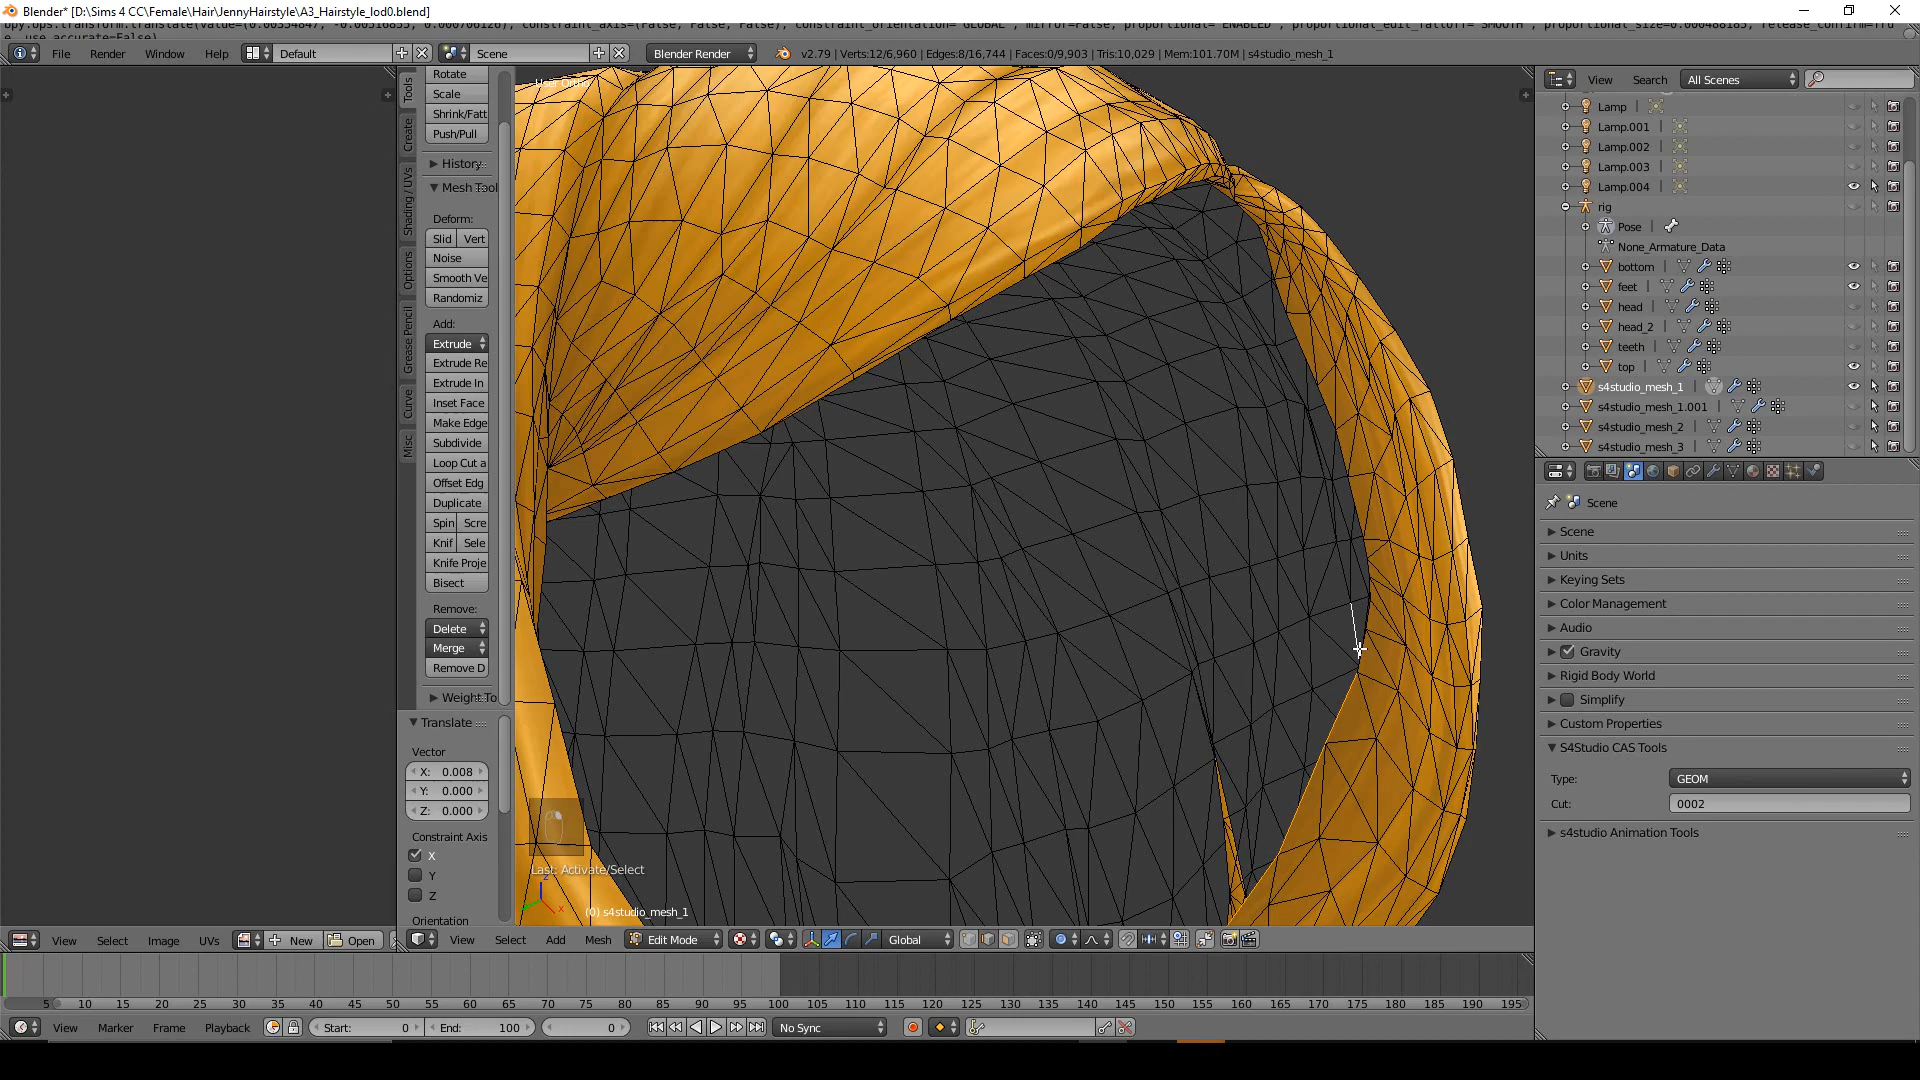 Blender* [D:\Sims 4 CC\Female\Hair\JennyHairstyle\A3_Hairstyle_lod0.blend]
File Render Window Help Default Scene Blender Render v2.79 | Verts:12/6,960 | Edges:8/16,744 | Faces:0/9,903 | Tris:10,029 | Mem:101.70M | s4studio_mesh_1
Tools
Create
Shading / UVs
Options
Grease Pencil
Curve
Misc
Rotate
Scale
Shrink/Fatt
Push/Pull
History
Mesh Tool
Deform:
Slid Vert
Noise
Smooth Ve
Randomiz
Add:
Extrude
Extrude Re
Extrude In
Inset Face
Make Edge
Subdivide
Loop Cut a
Offset Edg
Duplicate
Spin Scre
Knif Sele
Knife Proje
Bisect
Remove:
Delete
Merge
Remove D
Weight To
Translate
Vector
X: 0.008
Y: 0.000
Z: 0.000
Constraint Axis
X
Y
Z
Orientation
User Ortho
Last: Activate/Select
(0) s4studio_mesh_1
View Search All Scenes
Lamp
Lamp.001
Lamp.002
Lamp.003
Lamp.004
rig
Pose
None_Armature_Data
bottom
feet
head
head_2
teeth
top
s4studio_mesh_1
s4studio_mesh_1.001
s4studio_mesh_2
s4studio_mesh_3
Scene
Scene
Units
Keying Sets
Color Management
Audio
Gravity
Rigid Body World
Simplify
Custom Properties
S4Studio CAS Tools
Type: GEOM
Cut: 0002
s4studio Animation Tools
View Select Image UVs New Open
View Select Add Mesh Edit Mode Global
5 10 15 20 25 30 35 40 45 50 55 60 65 70 75 80 85 90 95 100 105 110 115 120 125 130 135 140 145 150 155 160 165 170 175 180 185 190 195
View Marker Frame Playback Start: 0 End: 100 0 No Sync